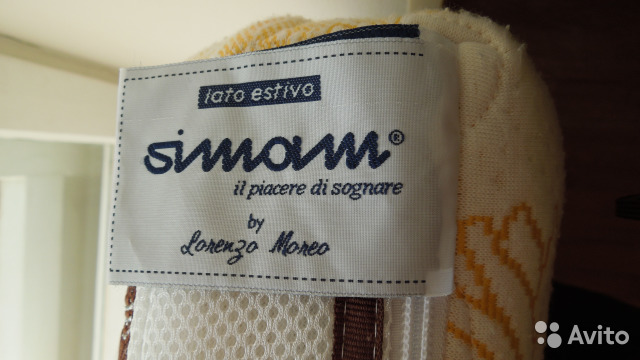 lato estivo
simam®
il piacere di sognare
by
Lorenzo Moreo
Avito